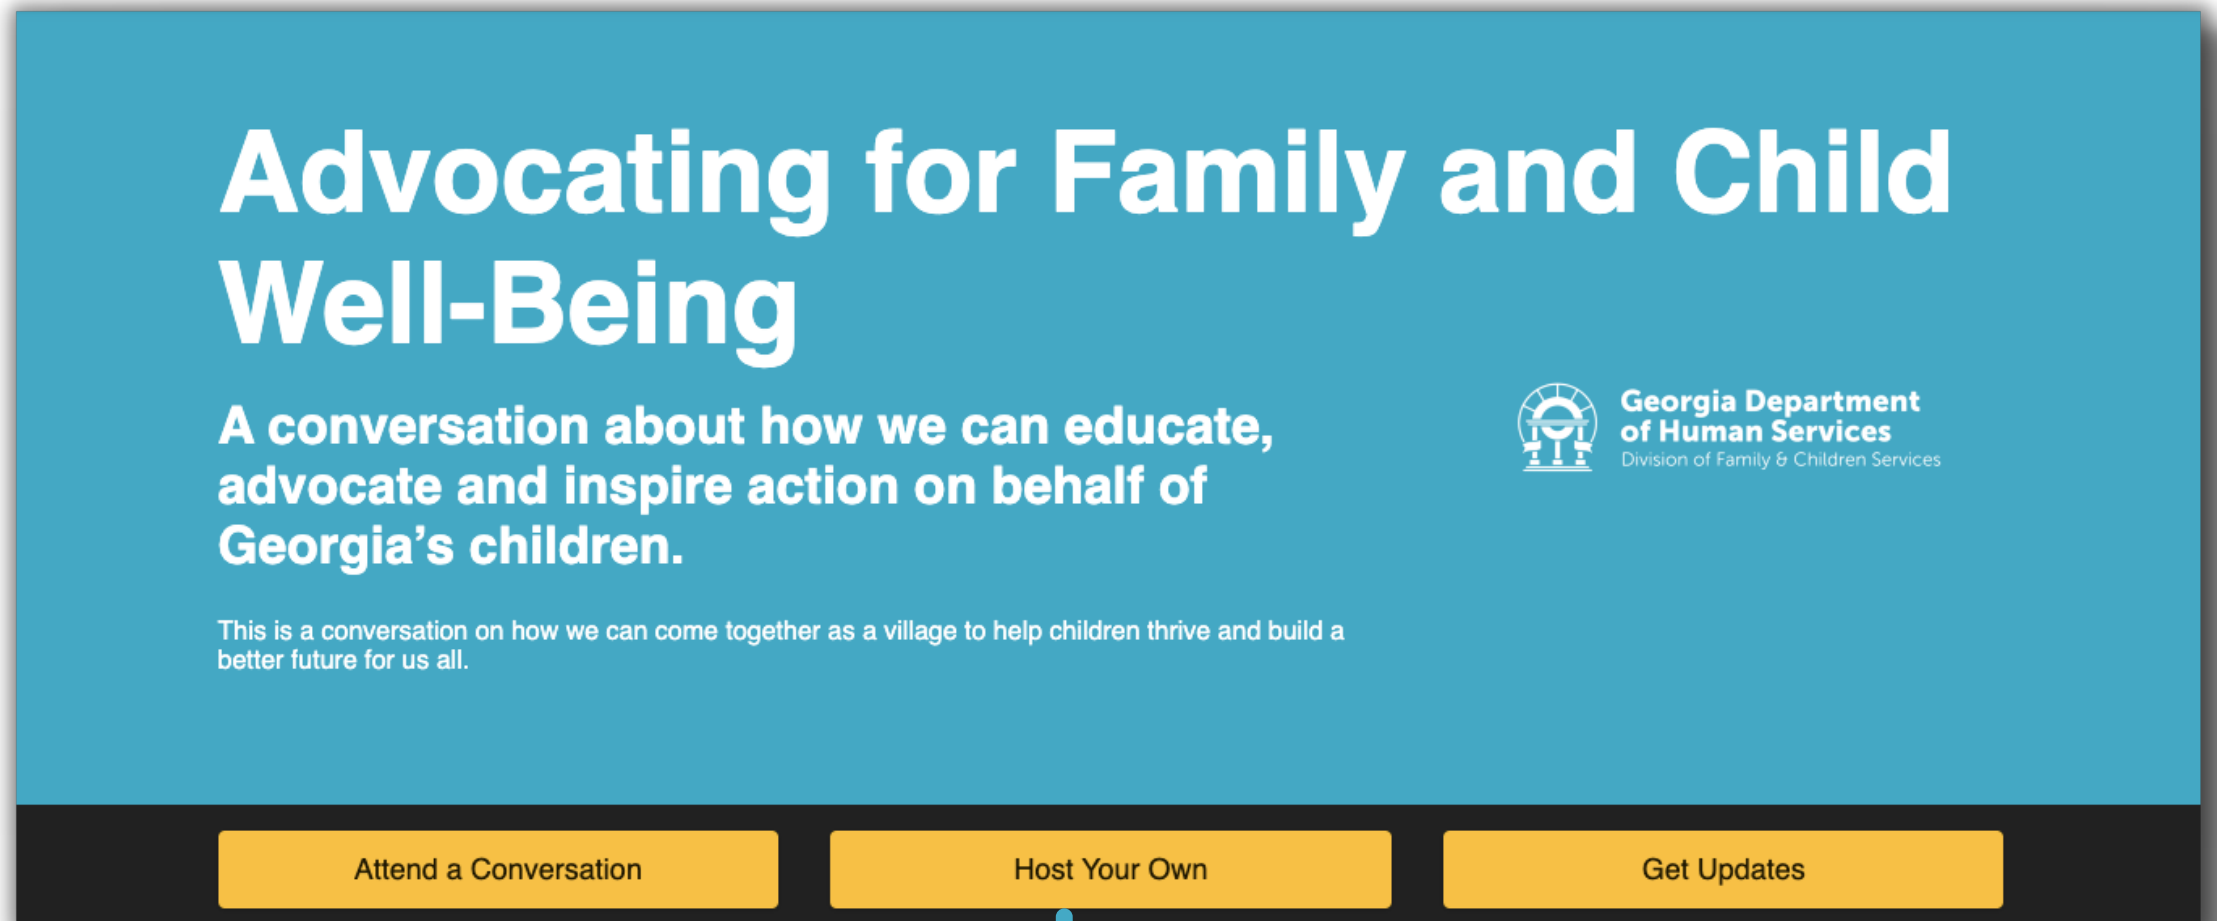 Advocating for Family and Child
Well-Being
A conversation about how we can educate,
advocate and inspire action on behalf of
Georgia’s children.
Georgia Department
of Human Services
Division of Family & Children Services
This is a conversation on how we can come together as a village to help children thrive and build a
better future for us all.
Attend a Conversation
Host Your Own
Get Updates